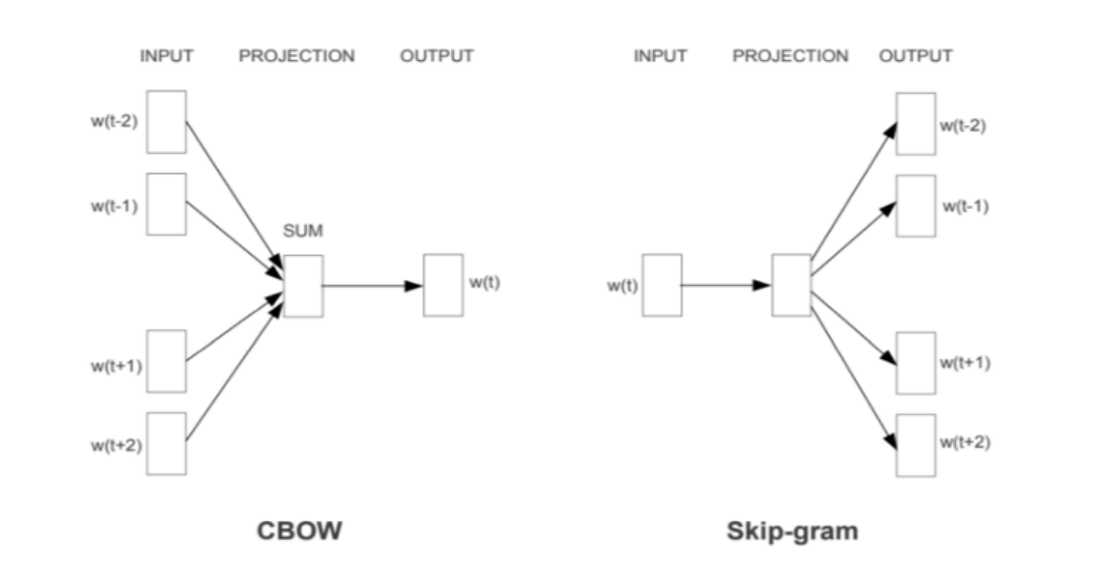 INPUT PROJECTION OUTPUT
w(t-2)
w(t-1)
SUM
w(t)
w(t+1)
w(t+2)
CBOW
INPUT PROJECTION OUTPUT
w(t-2)
w(t-1)
w(t)
w(t+1)
w(t+2)
Skip-gram